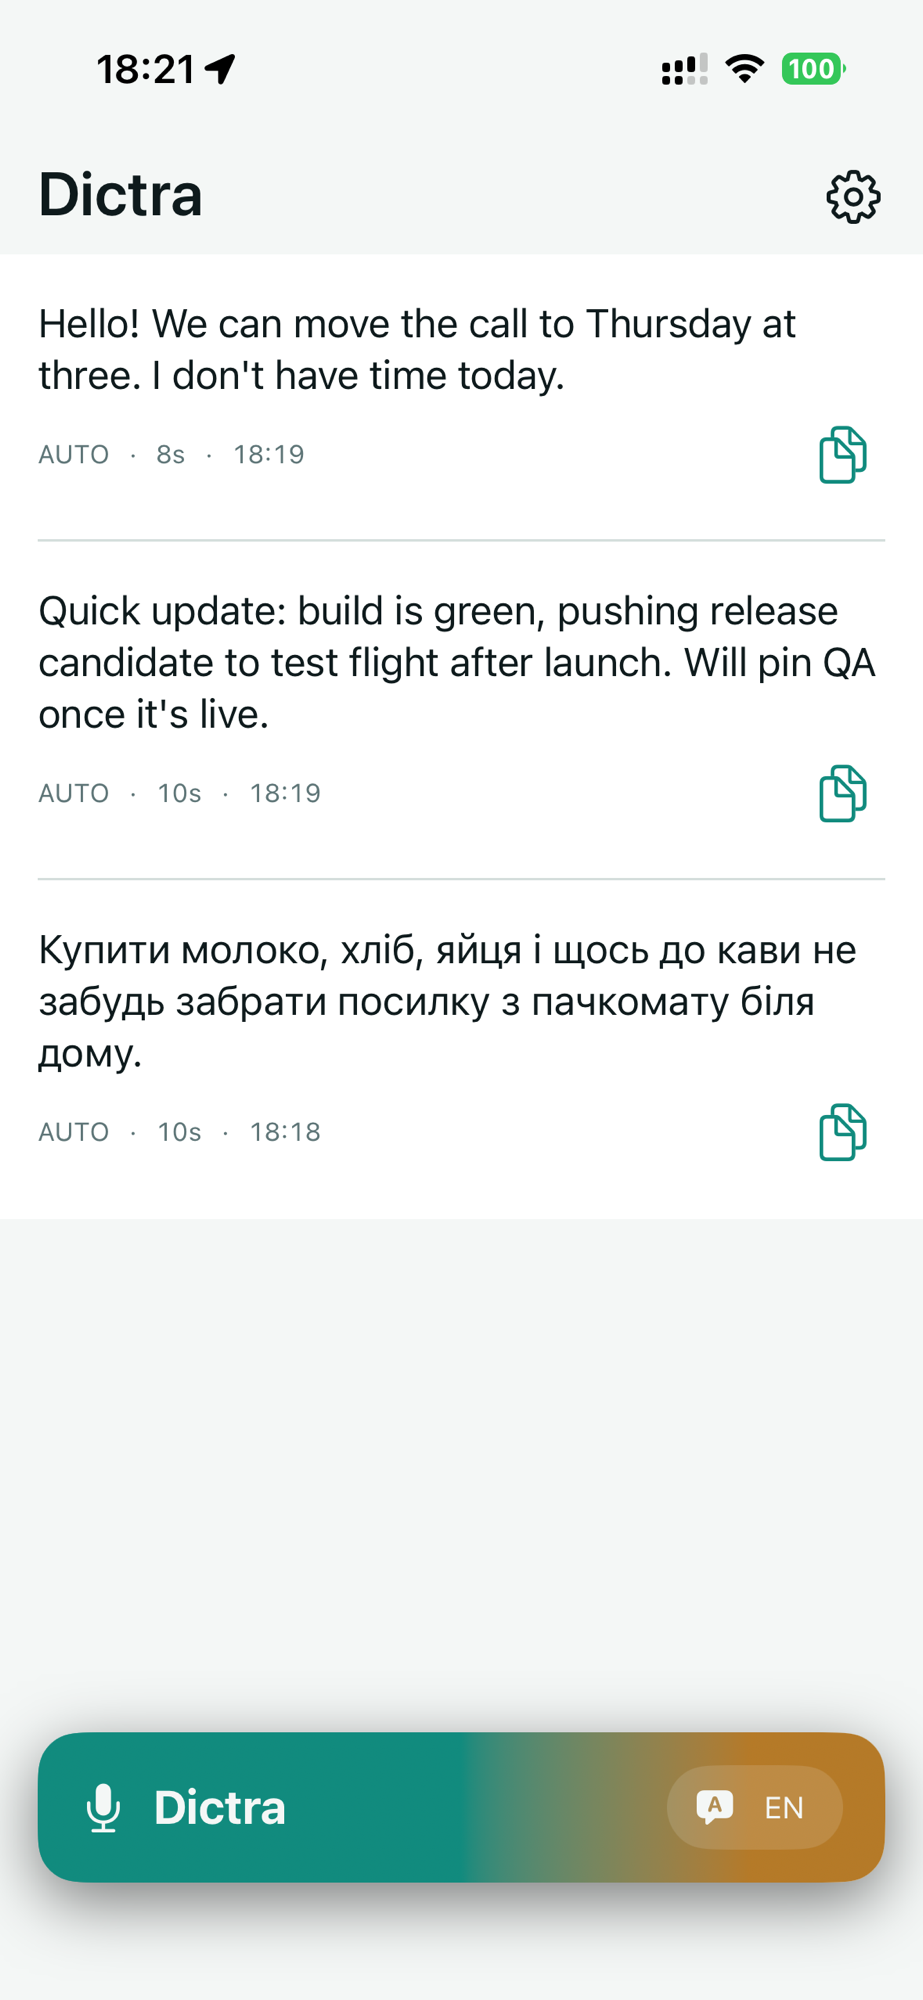 18:21
100
Dictra
Hello! We can move the call to Thursday at
three. I don't have time today.
AUTO · 8s · 18:19
Quick update: build is green, pushing release
candidate to test flight after launch. Will pin QA
once it's live.
AUTO · 10s · 18:19
Купити молоко, хліб, яйця і щось до кави не
забудь забрати посилку з пачкомату біля
дому.
AUTO · 10s · 18:18
Dictra
A EN